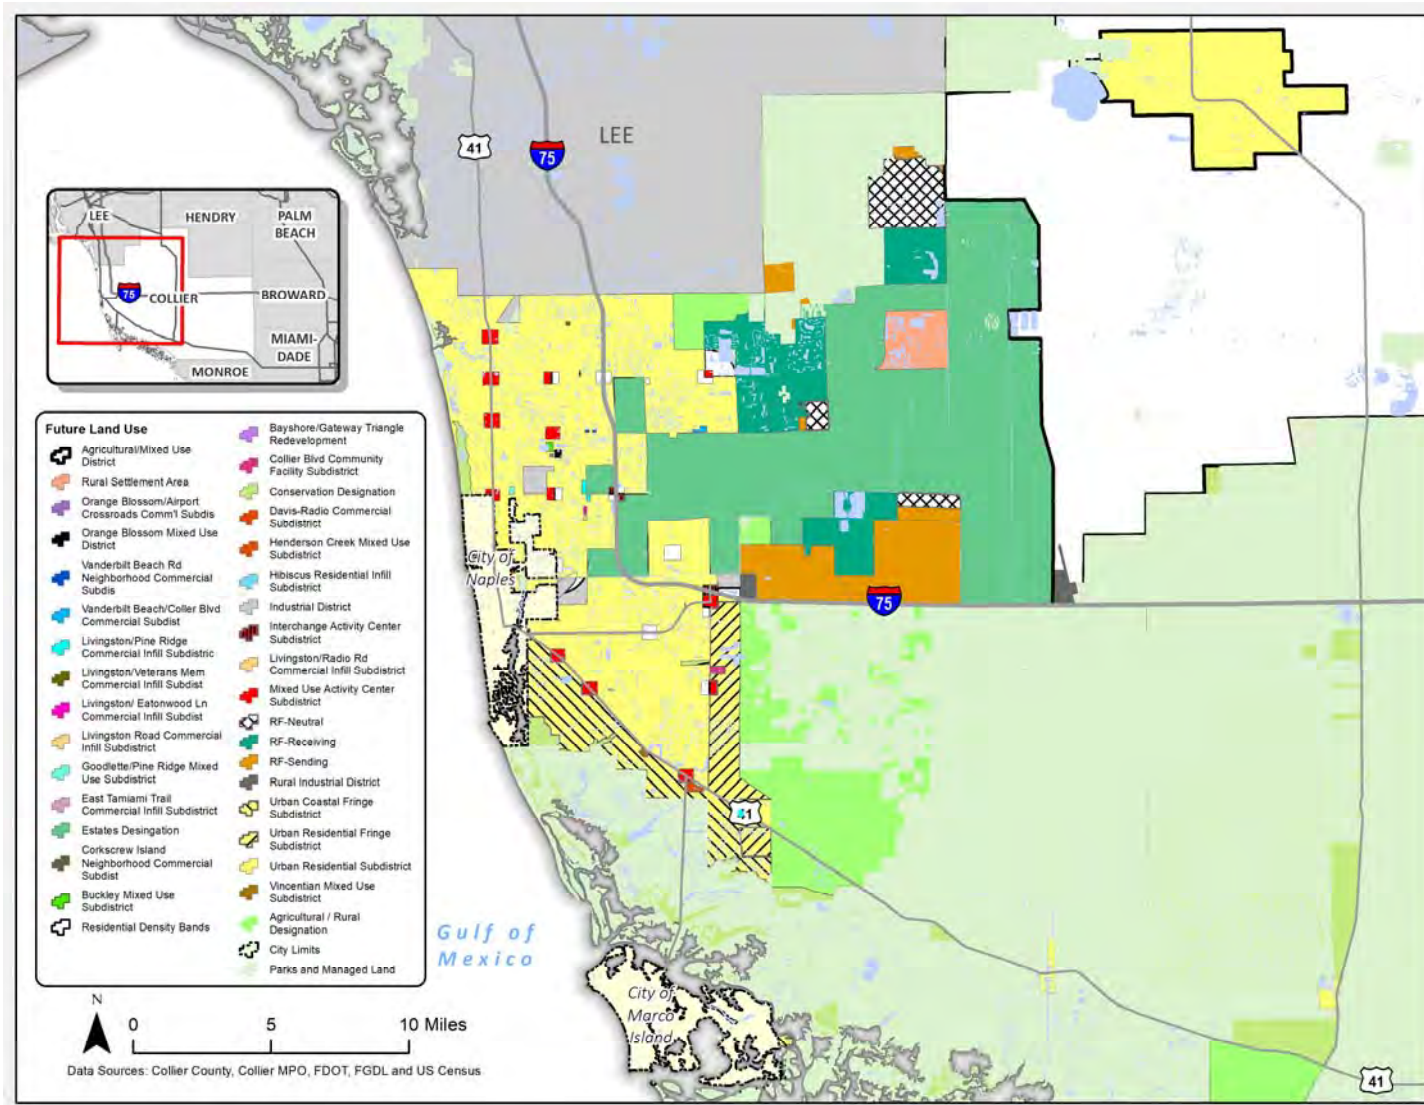 41
75
LEE
LEE
HENDRY
PALM
BEACH
75
COLLIER
BROWARD
MIAMI-
DADE
MONROE
City of
Naples
75
41
Gulf of
Mexico
City of
Marco
Island
41
Future Land Use
Agricultural/Mixed Use
District
Rural Settlement Area
Orange Blossom/Airport
Crossroads Comm'l Subdis
Orange Blossom Mixed Use
District
Vanderbilt Beach Rd
Neighborhood Commercial
Subdis
Vanderbilt Beach/Coller Blvd
Commercial Subdist
Livingston/Pine Ridge
Commercial Infill Subdistric
Livingston/Veterans Mem
Commercial Infill Subdist
Livingston/ Eatonwood Ln
Commercial Infill Subdist
Livingston Road Commercial
Infill Subdistrict
Goodlette/Pine Ridge Mixed
Use Subdistrict
East Tamiami Trail
Commercial Infill Subdistrict
Estates Desingation
Corkscrew Island
Neighborhood Commercial
Subdist
Buckley Mixed Use
Subdistrict
Residential Density Bands
Bayshore/Gateway Triangle
Redevelopment
Collier Blvd Community
Facility Subdistrict
Conservation Designation
Davis-Radio Commercial
Subdistrict
Henderson Creek Mixed Use
Subdistrict
Hibiscus Residential Infill
Subdistrict
Industrial District
Interchange Activity Center
Subdistrict
Livingston/Radio Rd
Commercial Infill Subdistrict
Mixed Use Activity Center
Subdistrict
RF-Neutral
RF-Receiving
RF-Sending
Rural Industrial District
Urban Coastal Fringe
Subdistrict
Urban Residential Fringe
Subdistrict
Urban Residential Subdistrict
Vincentian Mixed Use
Subdistrict
Agricultural / Rural
Designation
City Limits
Parks and Managed Land
N
0 5 10 Miles
Data Sources: Collier County, Collier MPO, FDOT, FGDL and US Census